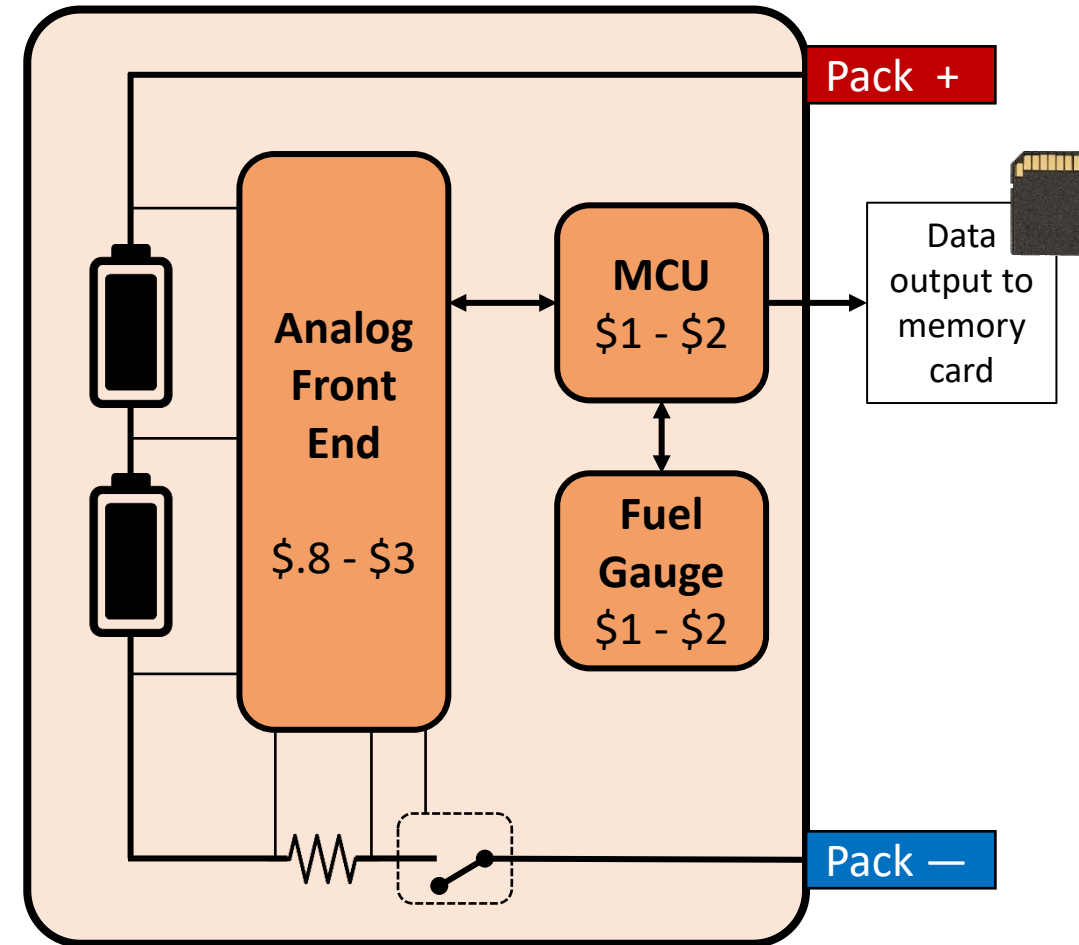 Pack +
Analog
Front
End
$.8 - $3
MCU
$1 - $2
Data
output to
memory
card
Fuel
Gauge
$1 - $2
Pack —